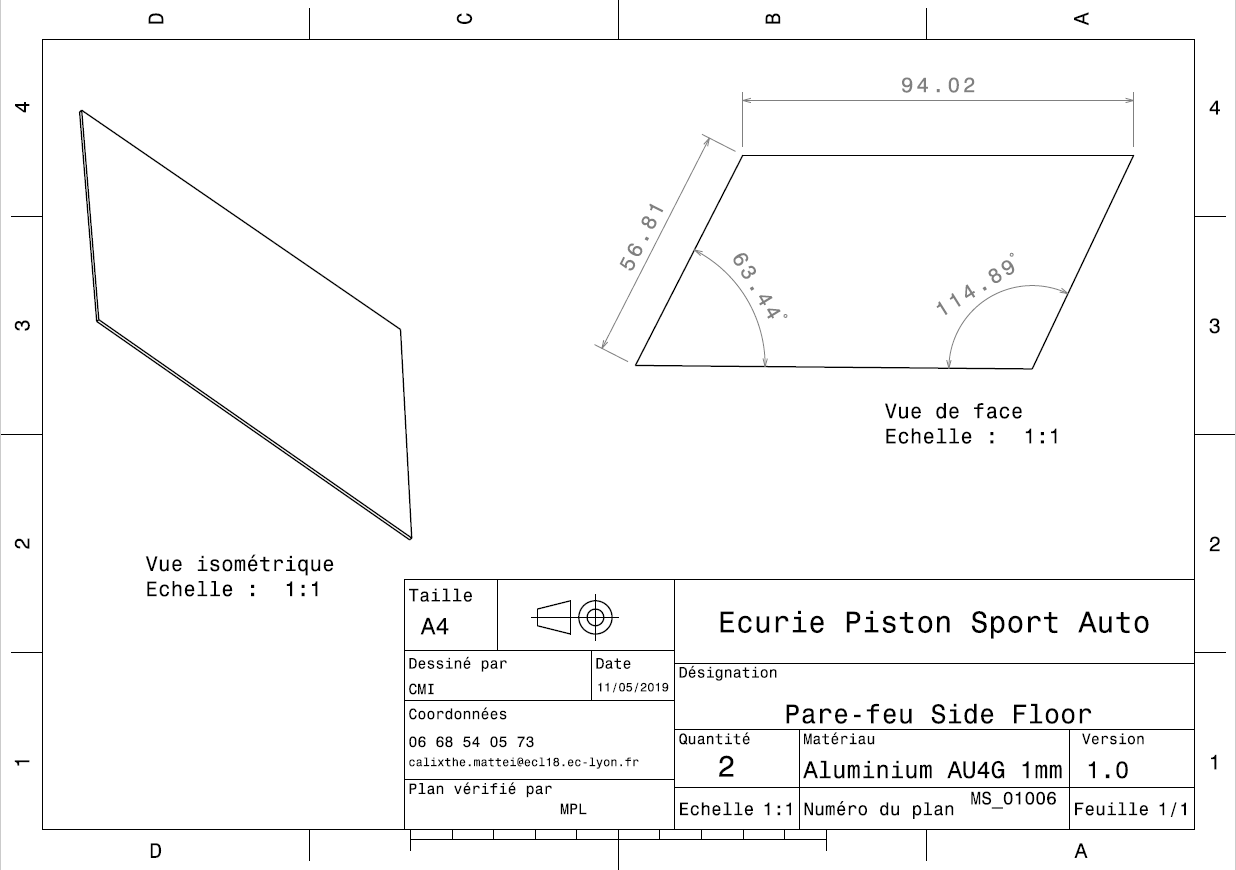 D C B A
4 4
94.02
56.81
63.44°
114.89°
3 3
Vue de face
Echelle : 1:1
2 2
Vue isométrique
Echelle : 1:1
Taille
A4
Ecurie Piston Sport Auto
Dessiné par
CMI
Date
11/05/2019
Désignation
Pare-feu Side Floor
Coordonnées
06 68 54 05 73
calixthe.mattei@ecl18.ec-lyon.fr
Quantité
2
Matériau
Aluminium AU4G 1mm
Version
1.0
1 1
Plan vérifié par
MPL
Echelle 1:1
Numéro du plan MS_01006
Feuille 1/1
D A